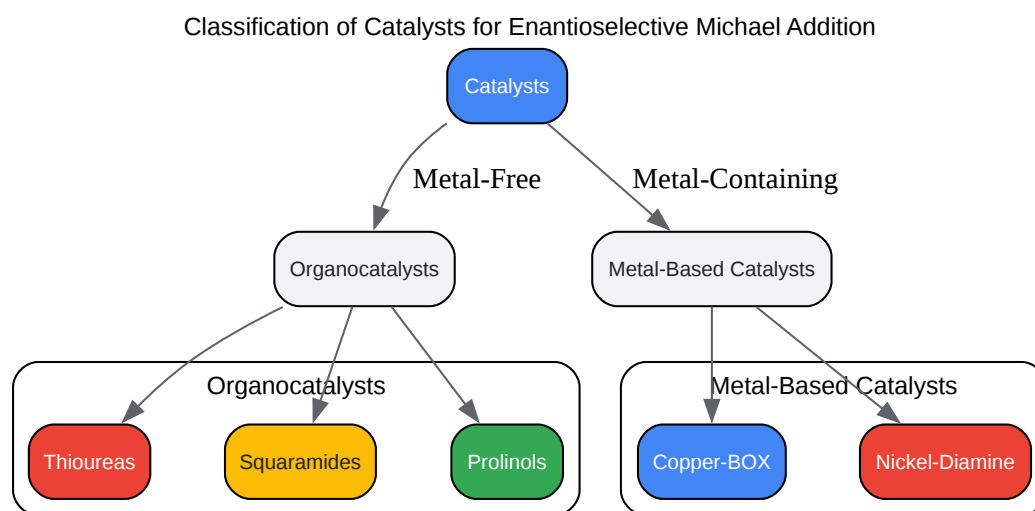 Classification of Catalysts for Enantioselective Michael Addition
Catalysts
Metal-Free
Metal-Containing
Organocatalysts
Metal-Based Catalysts
Organocatalysts
Metal-Based Catalysts
Thioureas
Squaramides
Prolinols
Copper-BOX
Nickel-Diamine